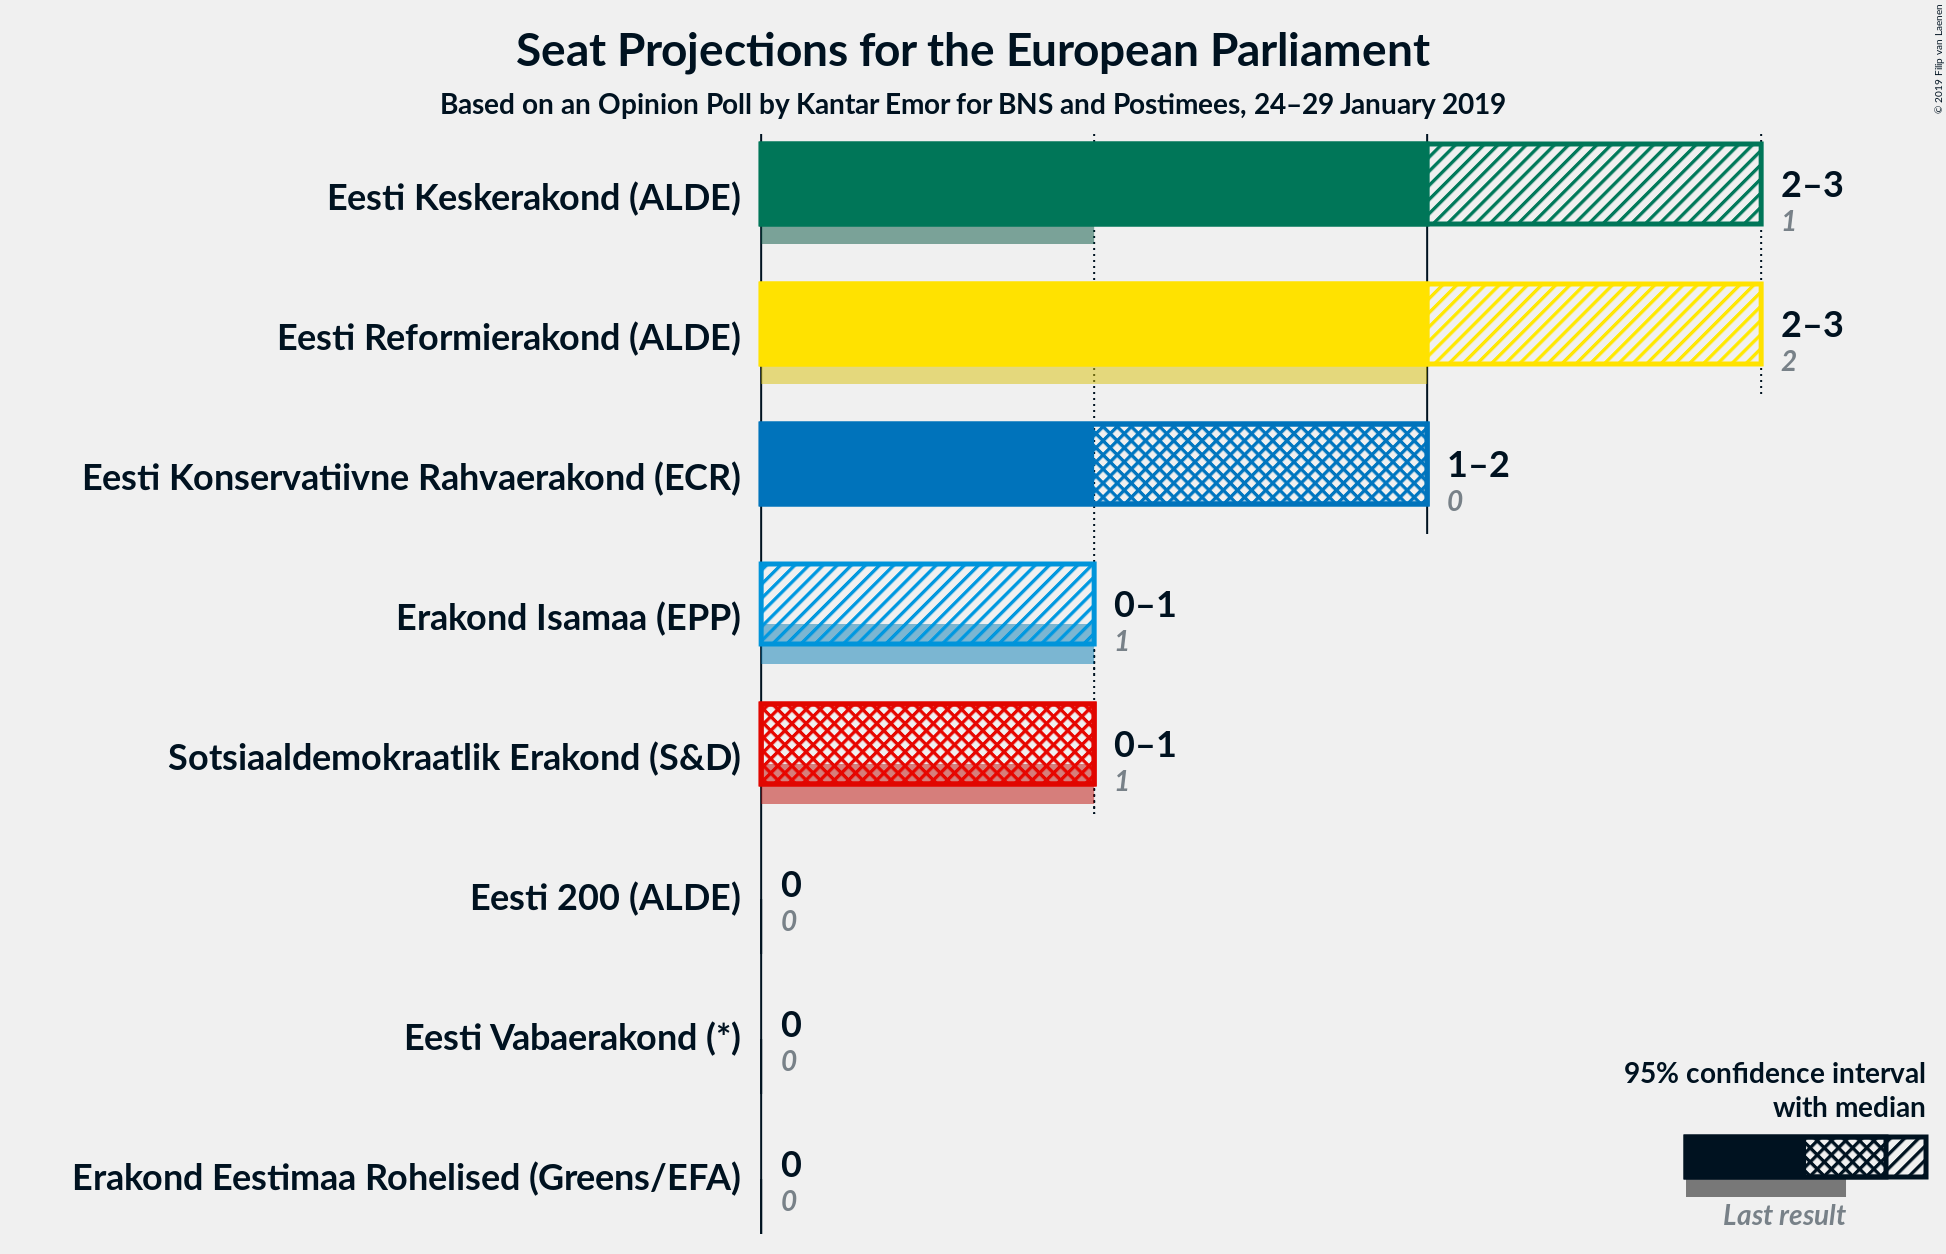 Seat Projections for the European Parliament
Based on an Opinion Poll by Kantar Emor for BNS and Postimees, 24–29 January 2019
© 2019 Filip van Laenen
Eesti Keskerakond (ALDE)
2–3
1
Eesti Reformierakond (ALDE)
2–3
2
Eesti Konservatiivne Rahvaerakond (ECR)
1–2
0
Erakond Isamaa (EPP)
0–1
1
Sotsiaaldemokraatlik Erakond (S&D)
0–1
1
Eesti 200 (ALDE)
0
0
Eesti Vabaerakond (*)
0
0
Erakond Eestimaa Rohelised (Greens/EFA)
0
0
95% confidence interval
with median
Last result